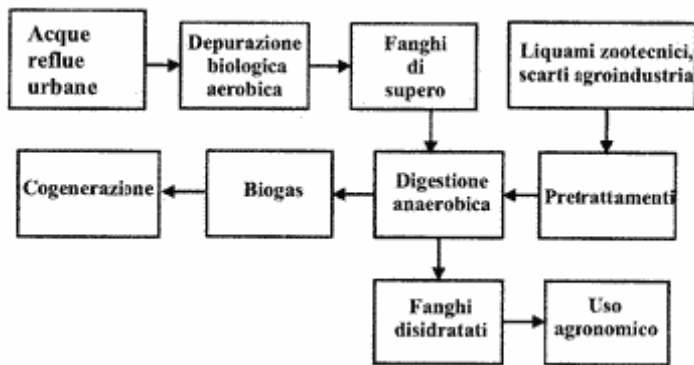 Acque
reflue
urbane
Depurazione
biologica
aerobica
Fanghi
di
supero
Liquami zootecnici,
scarti agroindustria
Cogenerazione
Biogas
Digestione
anaerobica
Pretrattamenti
Fanghi
disidratati
Uso
agronomico